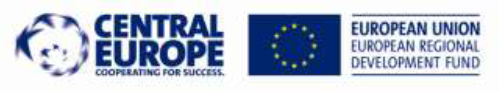 CENTRAL
EUROPE
COOPERATING FOR SUCCESS.
EUROPEAN UNION
EUROPEAN REGIONAL
DEVELOPMENT FUND